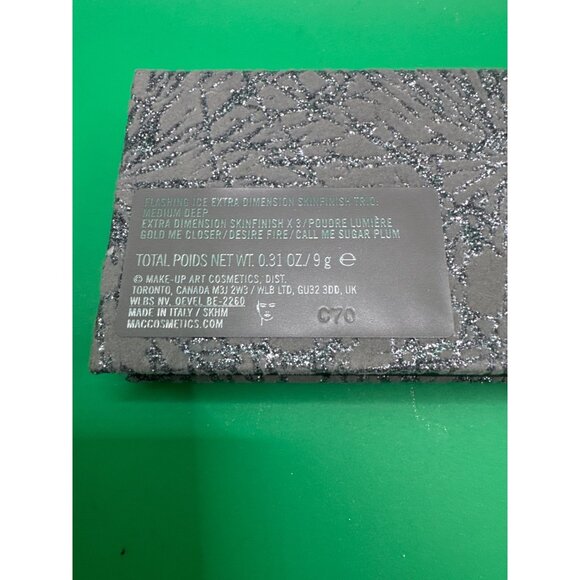 FLASHING ICE EXTRA DIMENSION SKINFINISH TRIO:
MEDIUM DEEP
EXTRA DIMENSION SKINFINISH X 3/POUDRE LUMIÈRE
GOLD ME CLOSER/DESIRE FIRE/CALL ME SUGAR PLUM
TOTAL POIDS NET WT. 0.31 OZ./9 g ℮
© MAKE-UP ART COSMETICS, DIST.
TORONTO, CANADA M3J 2W3 / WLB LTD, GU32 3DD, UK
WLBS NV, OEVEL BE-2260
MADE IN ITALY / SKHM
MACCOSMETICS.COM
C70